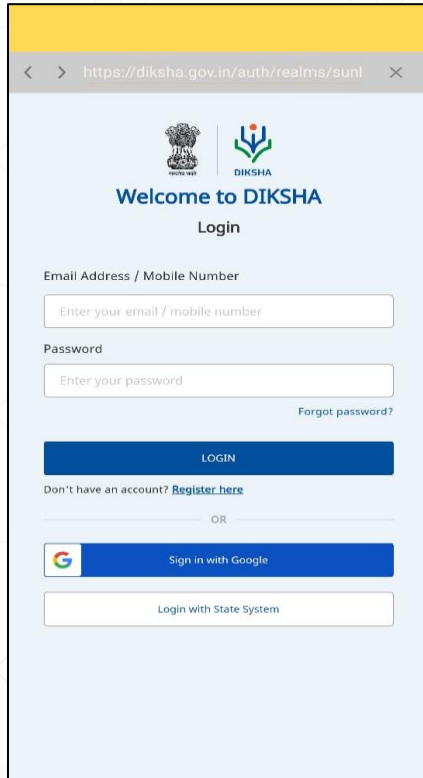 https://diksha.gov.in/auth/realms/sunl
DIKSHA
Welcome to DIKSHA
Login
Email Address / Mobile Number
Enter your email / mobile number
Password
Enter your password
Forgot password?
LOGIN
Don't have an account? Register here
OR
Sign in with Google
Login with State System